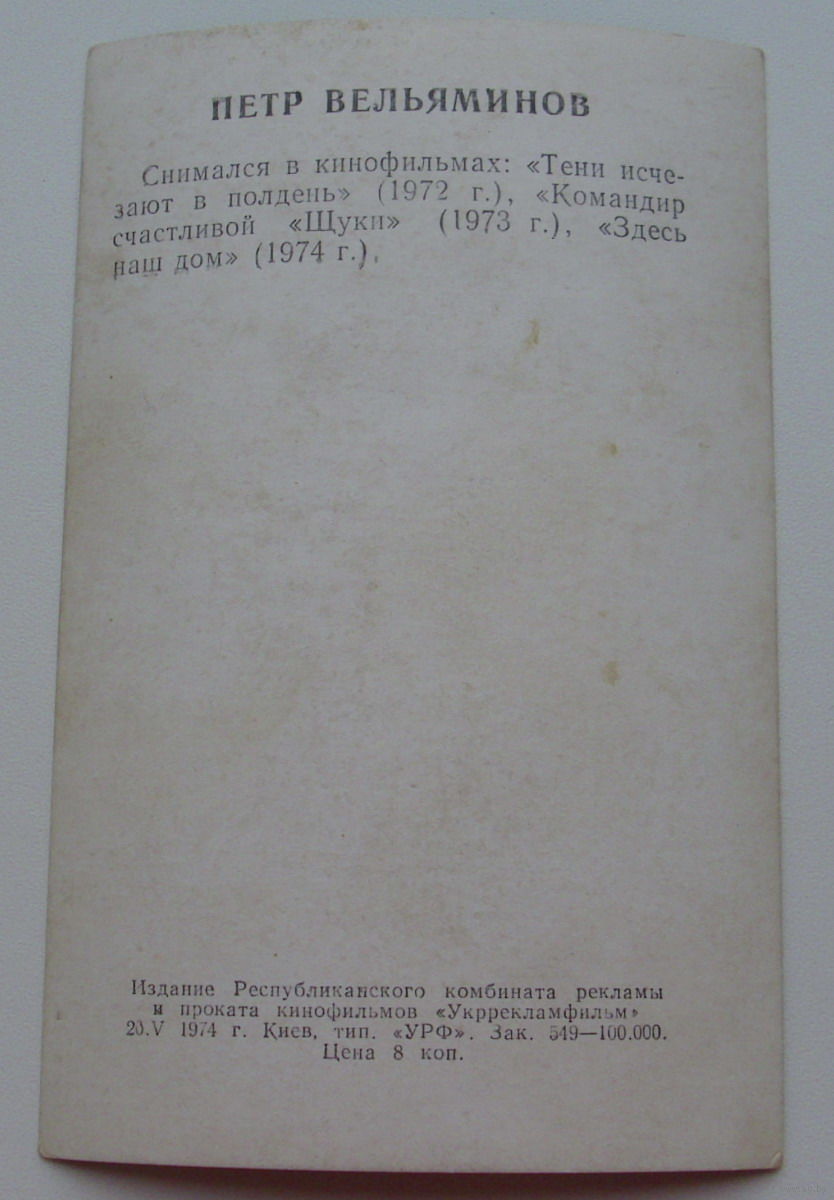 ПЕТР ВЕЛЬЯМИНОВ
Снимался в кинофильмах: «Тени исче-
зают в полдень» (1972 г.), «Командир
счастливой «Щуки» (1973 г.), «Здесь
наш дом» (1974 г.).
Издание Республиканского комбината рекламы
и проката кинофильмов «Укррекламфильм»
20.V 1974 г. Киев, тип. «УРФ». Зак. 549—100.000.
Цена 8 коп.